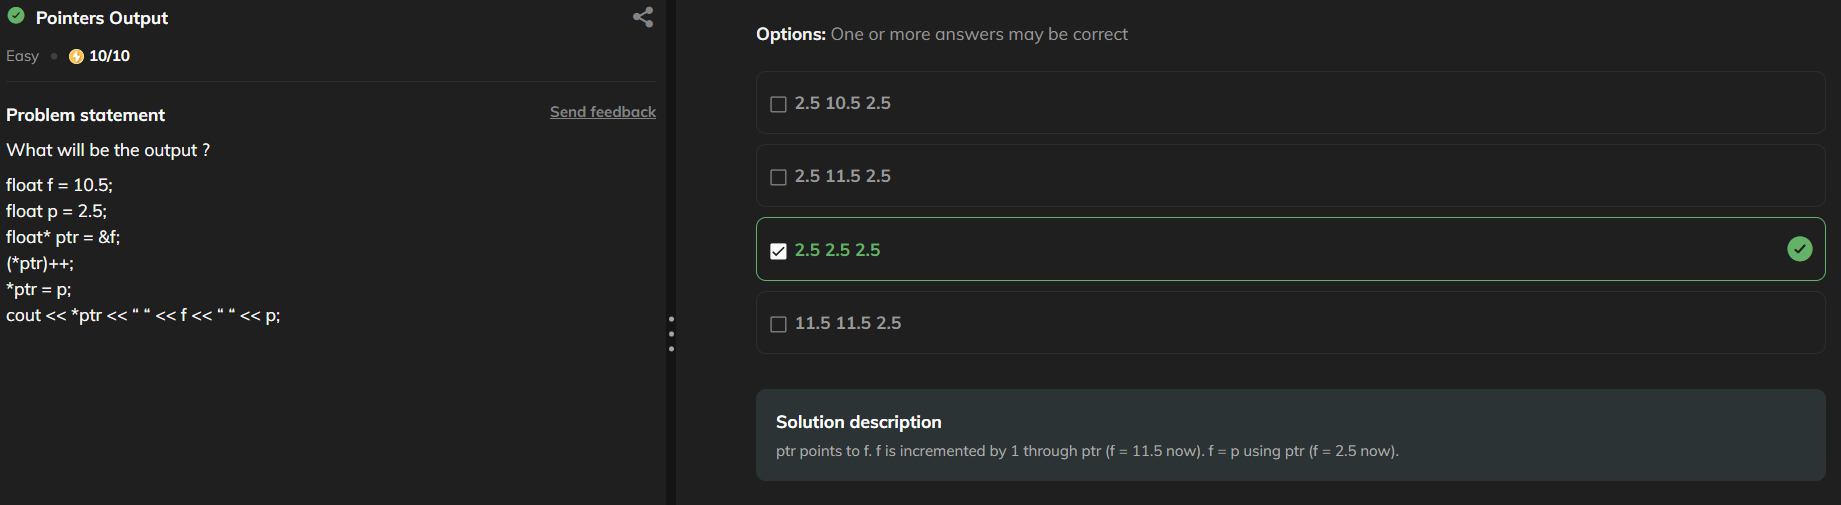 Pointers Output
Easy 10/10
Problem statement
Send feedback
What will be the output ?
float f = 10.5;
float p = 2.5;
float* ptr = &f;
(*ptr)++;
*ptr = p;
cout << *ptr << “ “ << f << “ “ << p;
Options: One or more answers may be correct
2.5 10.5 2.5
2.5 11.5 2.5
2.5 2.5 2.5
11.5 11.5 2.5
Solution description
ptr points to f. f is incremented by 1 through ptr (f = 11.5 now). f = p using ptr (f = 2.5 now).